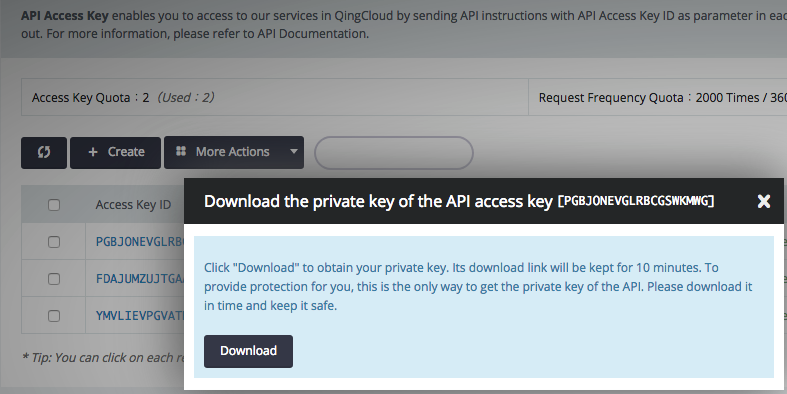 API Access Key enables you to access to our services in QingCloud by sending API instructions with API Access Key ID as parameter in
out. For more information, please refer to API Documentation.
Access Key Quota : 2 (Used : 2)
Request Frequency Quota : 2000 Times /
+ Create
More Actions
Access Key ID
Download the private key of the API access key [PGBJONEVGLRBCGSWKMWG]
PGBJONEVGLRB
Click "Download" to obtain your private key. Its download link will be kept for 10 minutes. To
FDAJUMZUJTGA
provide protection for you, this is the only way to get the private key of the API. Please download it
in time and keep it safe.
YMVLIEVPGVAT
Download
* Tip: You can click on each